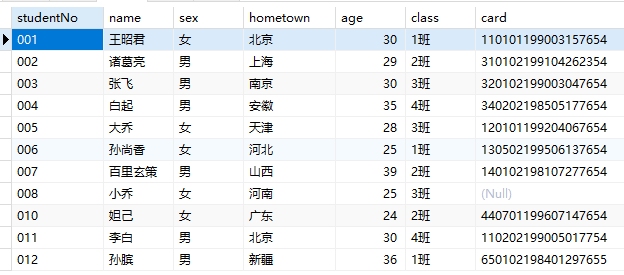 studentNo name sex hometown age class card
001 王昭君 女 北京 30 1班 110101199003157654
002 诸葛亮 男 上海 29 2班 310102199104262354
003 张飞 男 南京 30 3班 320102199003047654
004 白起 男 安徽 35 4班 340202198505177654
005 大乔 女 天津 28 3班 120101199204067654
006 孙尚香 女 河北 25 1班 130502199506137654
007 百里玄策 男 山西 39 2班 140102198107277654
008 小乔 女 河南 25 3班 (Null)
010 妲己 女 广东 24 2班 440701199607147654
011 李白 男 北京 30 4班 110202199005017754
012 孙膑 男 新疆 36 1班 650102198401297655